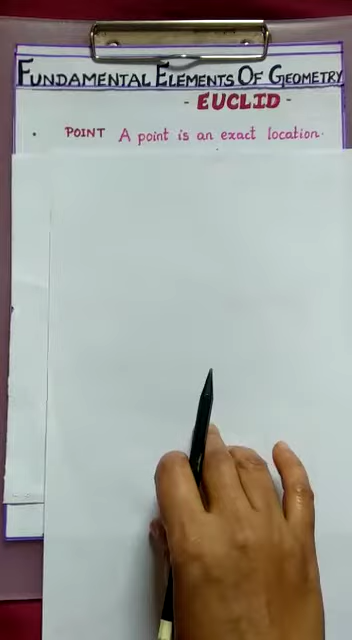 FUNDAMENTAL ELEMENTS OF GEOMETRY
- EUCLID -
. POINT A point is an exact location.